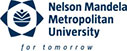 Nelson Mandela
Metropolitan
University
for tomorrow